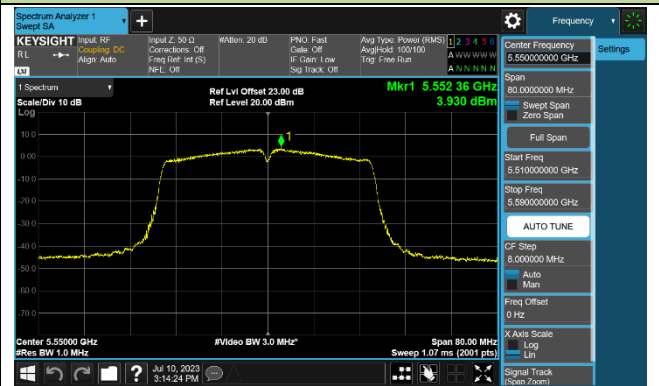 Spectrum Analyzer 1
Swept SA
+
Frequency
KEYSIGHT
RL
LXI
Input: RF
Coupling: DC
Align: Auto
Input Z: 50 Ω
Corrections: Off
Freq Ref: Int (S)
NFE: Off
#Atten: 20 dB
PNO: Fast
Gate: Off
IF Gain: Low
Sig Track: Off
Avg Type: Power (RMS)
Avg|Hold: 100/100
Trig: Free Run
1 2 3 4 5 6
A W W W W W
A N N N N N
1 Spectrum
Scale/Div 10 dB
Log
Ref Lvl Offset 23.00 dB
Ref Level 20.00 dBm
Mkr1 5.552 36 GHz
3.930 dBm
1
10.0
0.00
-10.0
-20.0
-30.0
-40.0
-50.0
-60.0
-70.0
Center 5.55000 GHz
#Res BW 1.0 MHz
#Video BW 3.0 MHz*
Span 80.00 MHz
Sweep 1.07 ms (2001 pts)
Jul 10, 2023
3:14:24 PM
?
Settings
Center Frequency
5.550000000 GHz
Span
80.0000000 MHz
Swept Span
Zero Span
Full Span
Start Freq
5.510000000 GHz
Stop Freq
5.590000000 GHz
AUTO TUNE
CF Step
8.000000 MHz
Auto
Man
Freq Offset
0 Hz
X Axis Scale
Log
Lin
Signal Track
(Span Zoom)